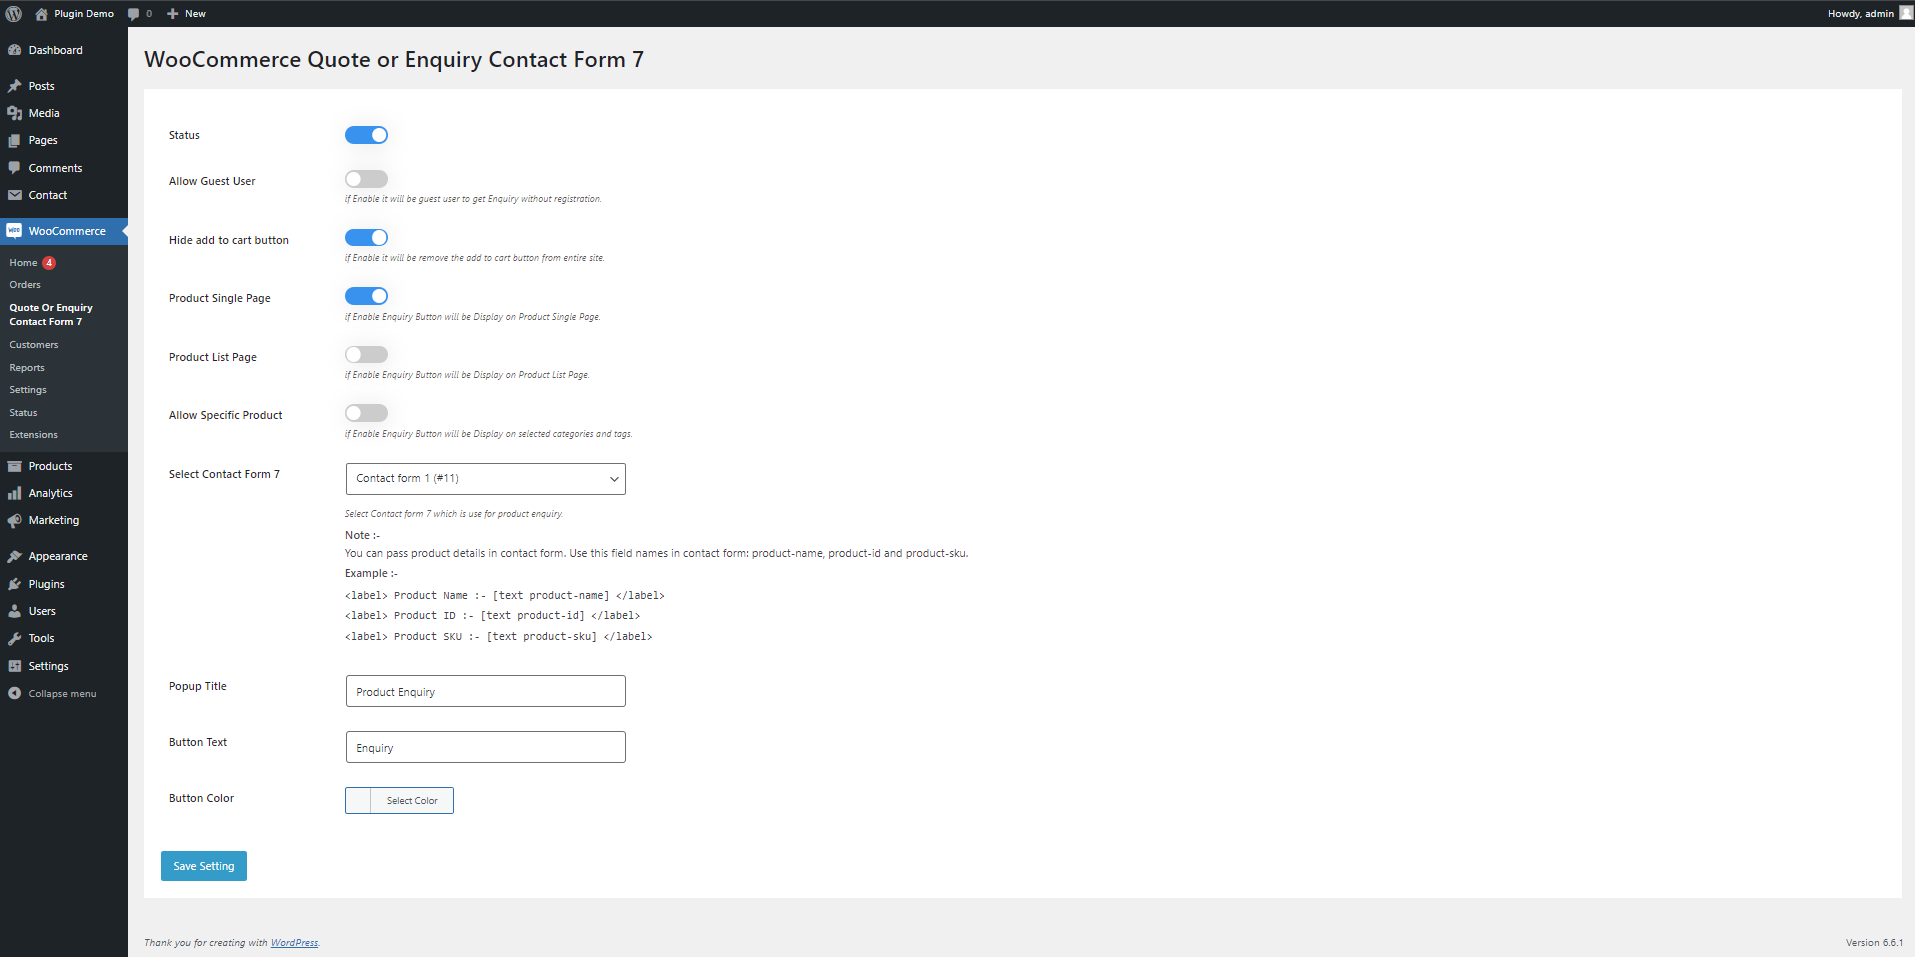 Plugin Demo
0
New
Howdy, admin
Dashboard
Posts
Media
Pages
Comments
Contact
WooCommerce
Home 4
Orders
Quote Or Enquiry
Contact Form 7
Customers
Reports
Settings
Status
Extensions
Products
Analytics
Marketing
Appearance
Plugins
Users
Tools
Settings
Collapse menu
WooCommerce Quote or Enquiry Contact Form 7
Status
Allow Guest User
if Enable it will be guest user to get Enquiry without registration.
Hide add to cart button
if Enable it will be remove the add to cart button from entire site.
Product Single Page
if Enable Enquiry Button will be Display on Product Single Page.
Product List Page
if Enable Enquiry Button will be Display on Product List Page.
Allow Specific Product
if Enable Enquiry Button will be Display on selected categories and tags.
Select Contact Form 7
Contact form 1 (#11)
Select Contact form 7 which is use for product enquiry.
Note :-
You can pass product details in contact form. Use this field names in contact form: product-name, product-id and product-sku.
Example :-
<label> Product Name :- [text product-name] </label>
<label> Product ID :- [text product-id] </label>
<label> Product SKU :- [text product-sku] </label>
Popup Title
Product Enquiry
Button Text
Enquiry
Button Color
Select Color
Save Setting
Thank you for creating with WordPress.
Version 6.6.1